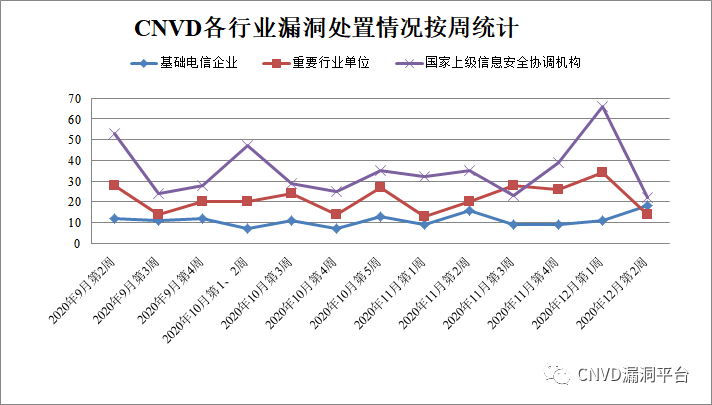 CNVD各行业漏洞处置情况按周统计
基础电信企业 重要行业单位 国家上级信息安全协调机构
70
60
50
40
30
20
10
0
2020年9月第2周
2020年9月第3周
2020年9月第4周
2020年10月第1、2周
2020年10月第3周
2020年10月第4周
2020年10月第5周
2020年11月第1周
2020年11月第2周
2020年11月第3周
2020年11月第4周
2020年12月第1周
2020年12月第2周
CNVD漏洞平台